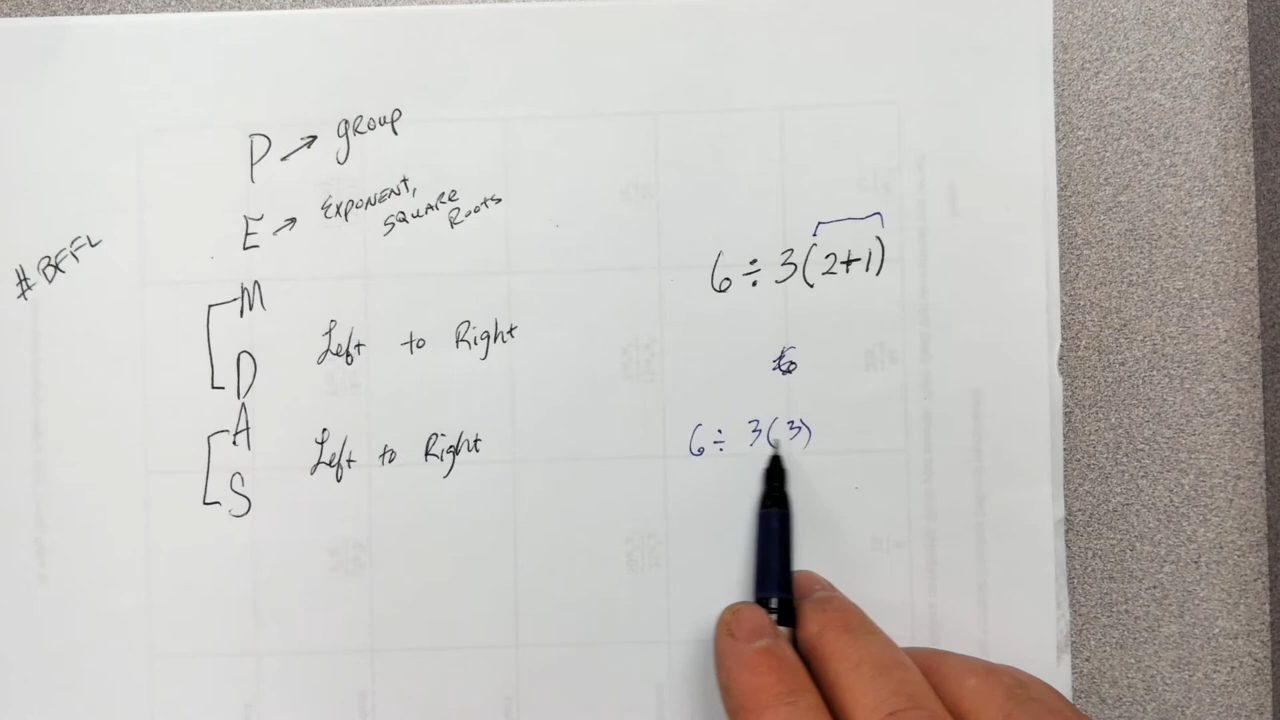 P → group
E → EXPONENT,
SQUARE
ROOTS
#BFFL
M
D
Left to Right
A
S
Left to Right
6 ÷ 3(2+1)
6 ÷ 3(3)